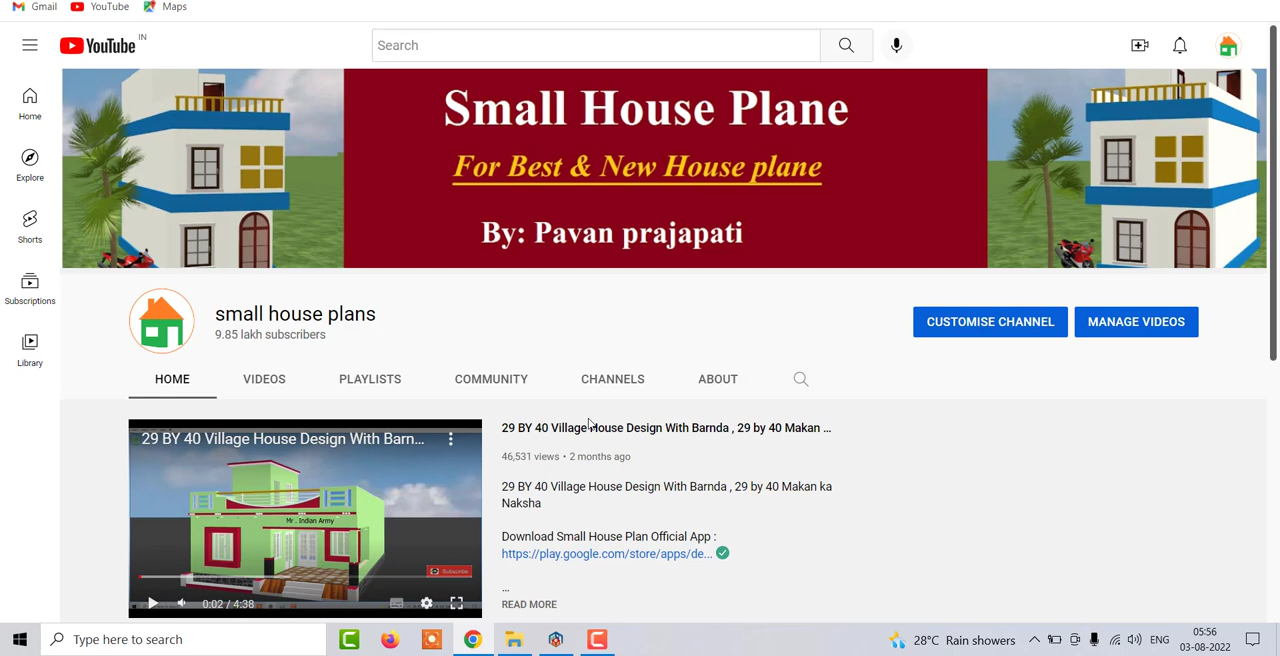 Gmail YouTube Maps
YouTube IN
Search
Home
Explore
Shorts
Subscriptions
Library
Small House Plane
For Best & New House plane
By: Pavan prajapati
small house plans
9.85 lakh subscribers
CUSTOMISE CHANNEL MANAGE VIDEOS
HOME VIDEOS PLAYLISTS COMMUNITY CHANNELS ABOUT
29 BY 40 Village House Design With Barn...
Mr . Indian Army
Subscribe
0:02 / 4:38
29 BY 40 Village House Design With Barnda , 29 by 40 Makan ...
46,531 views • 2 months ago
29 BY 40 Village House Design With Barnda , 29 by 40 Makan ka
Naksha
Download Small House Plan Official App :
https://play.google.com/store/apps/de...
...
READ MORE
Type here to search
28°C Rain showers
ENG
05:56
03-08-2022